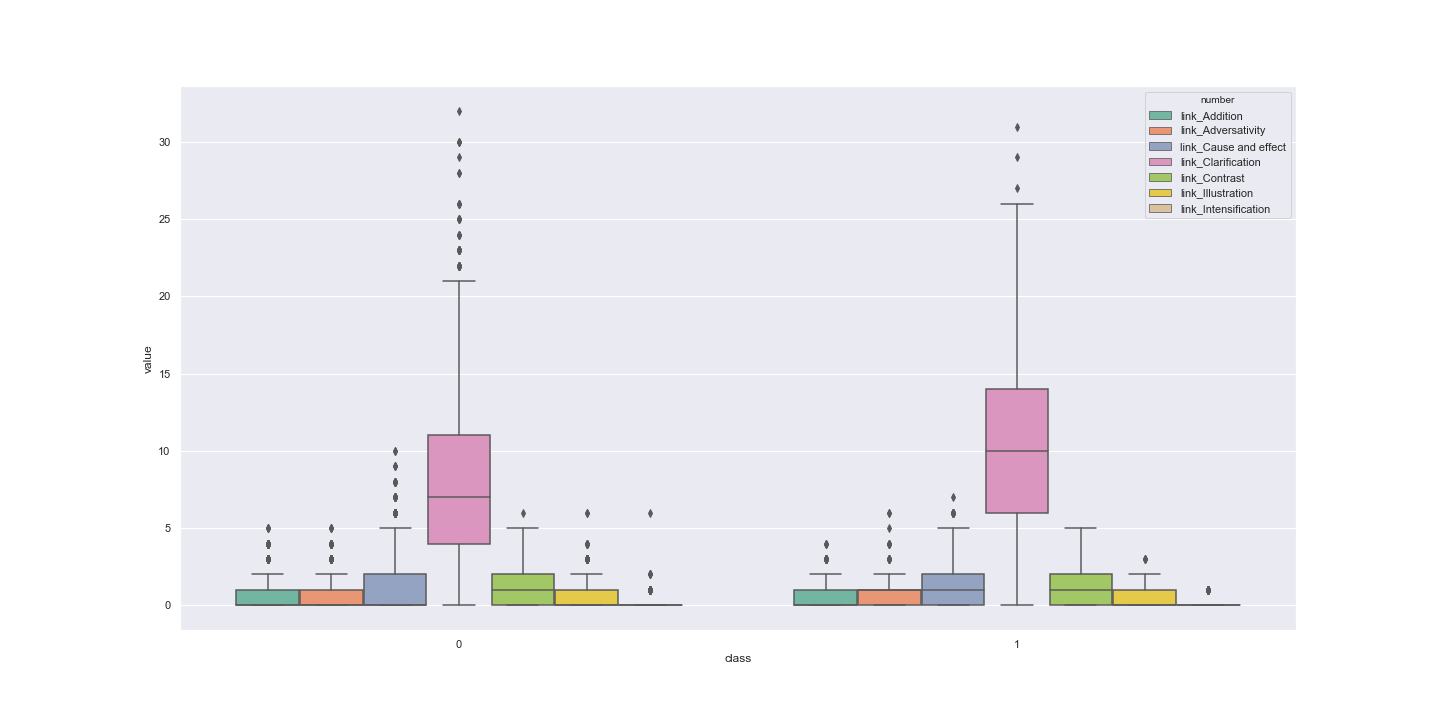 number
link_Addition
link_Adversativity
link_Cause and effect
link_Clarification
link_Contrast
link_Illustration
link_Intensification
30
25
20
15
10
5
0
value
0
1
class